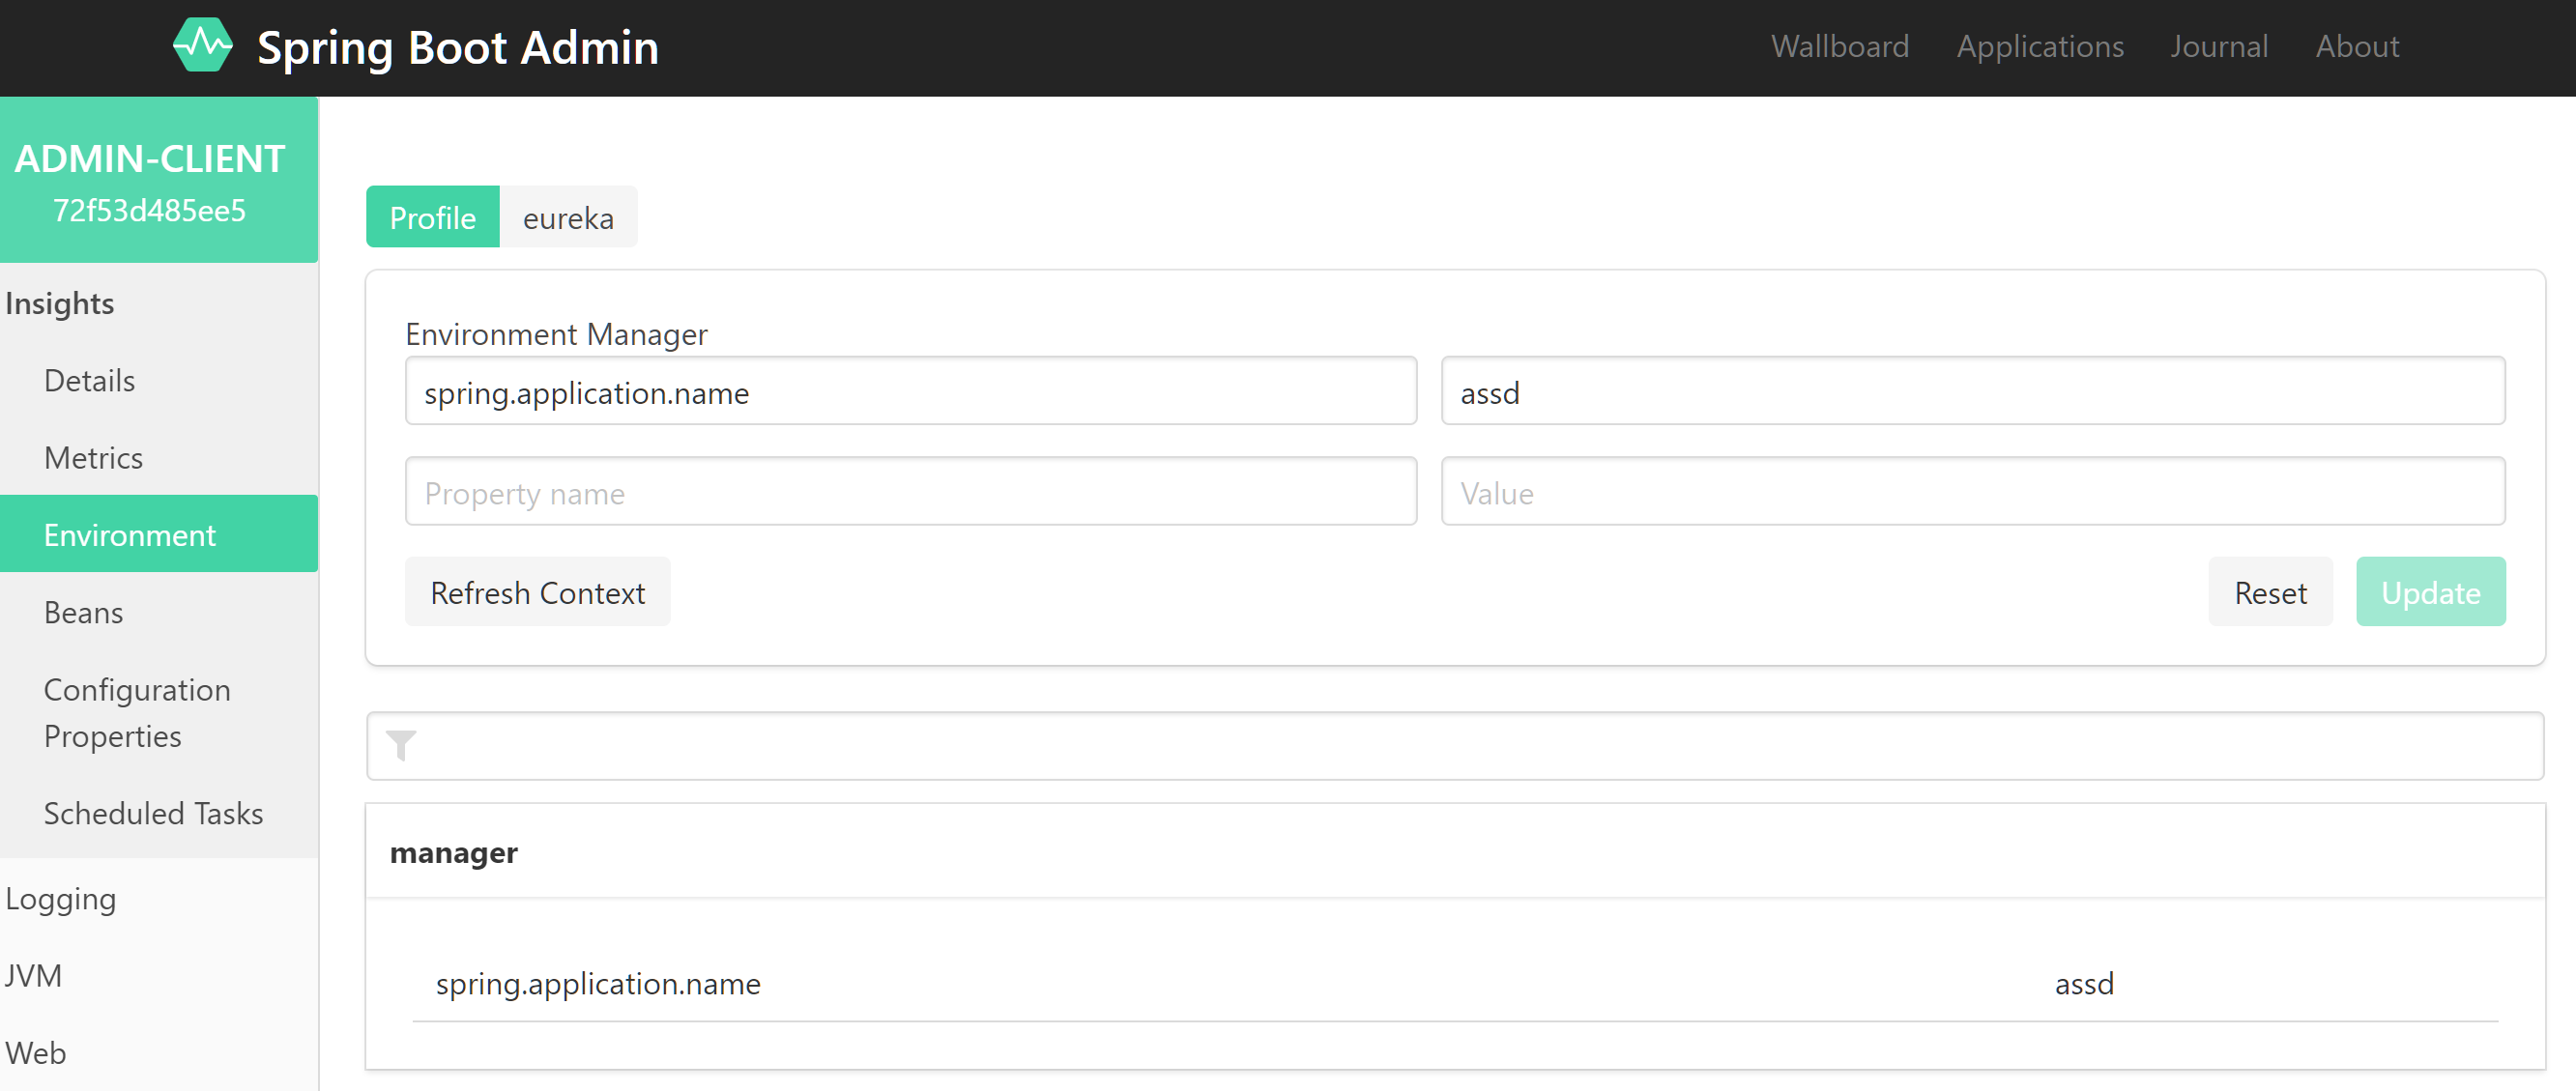 Spring Boot Admin
Wallboard Applications Journal About
ADMIN-CLIENT
72f53d485ee5
Insights
Details
Metrics
Environment
Beans
Configuration
Properties
Scheduled Tasks
Logging
JVM
Web
Profile eureka
Environment Manager
spring.application.name assd
Property name Value
Refresh Context Reset Update
manager
spring.application.name assd